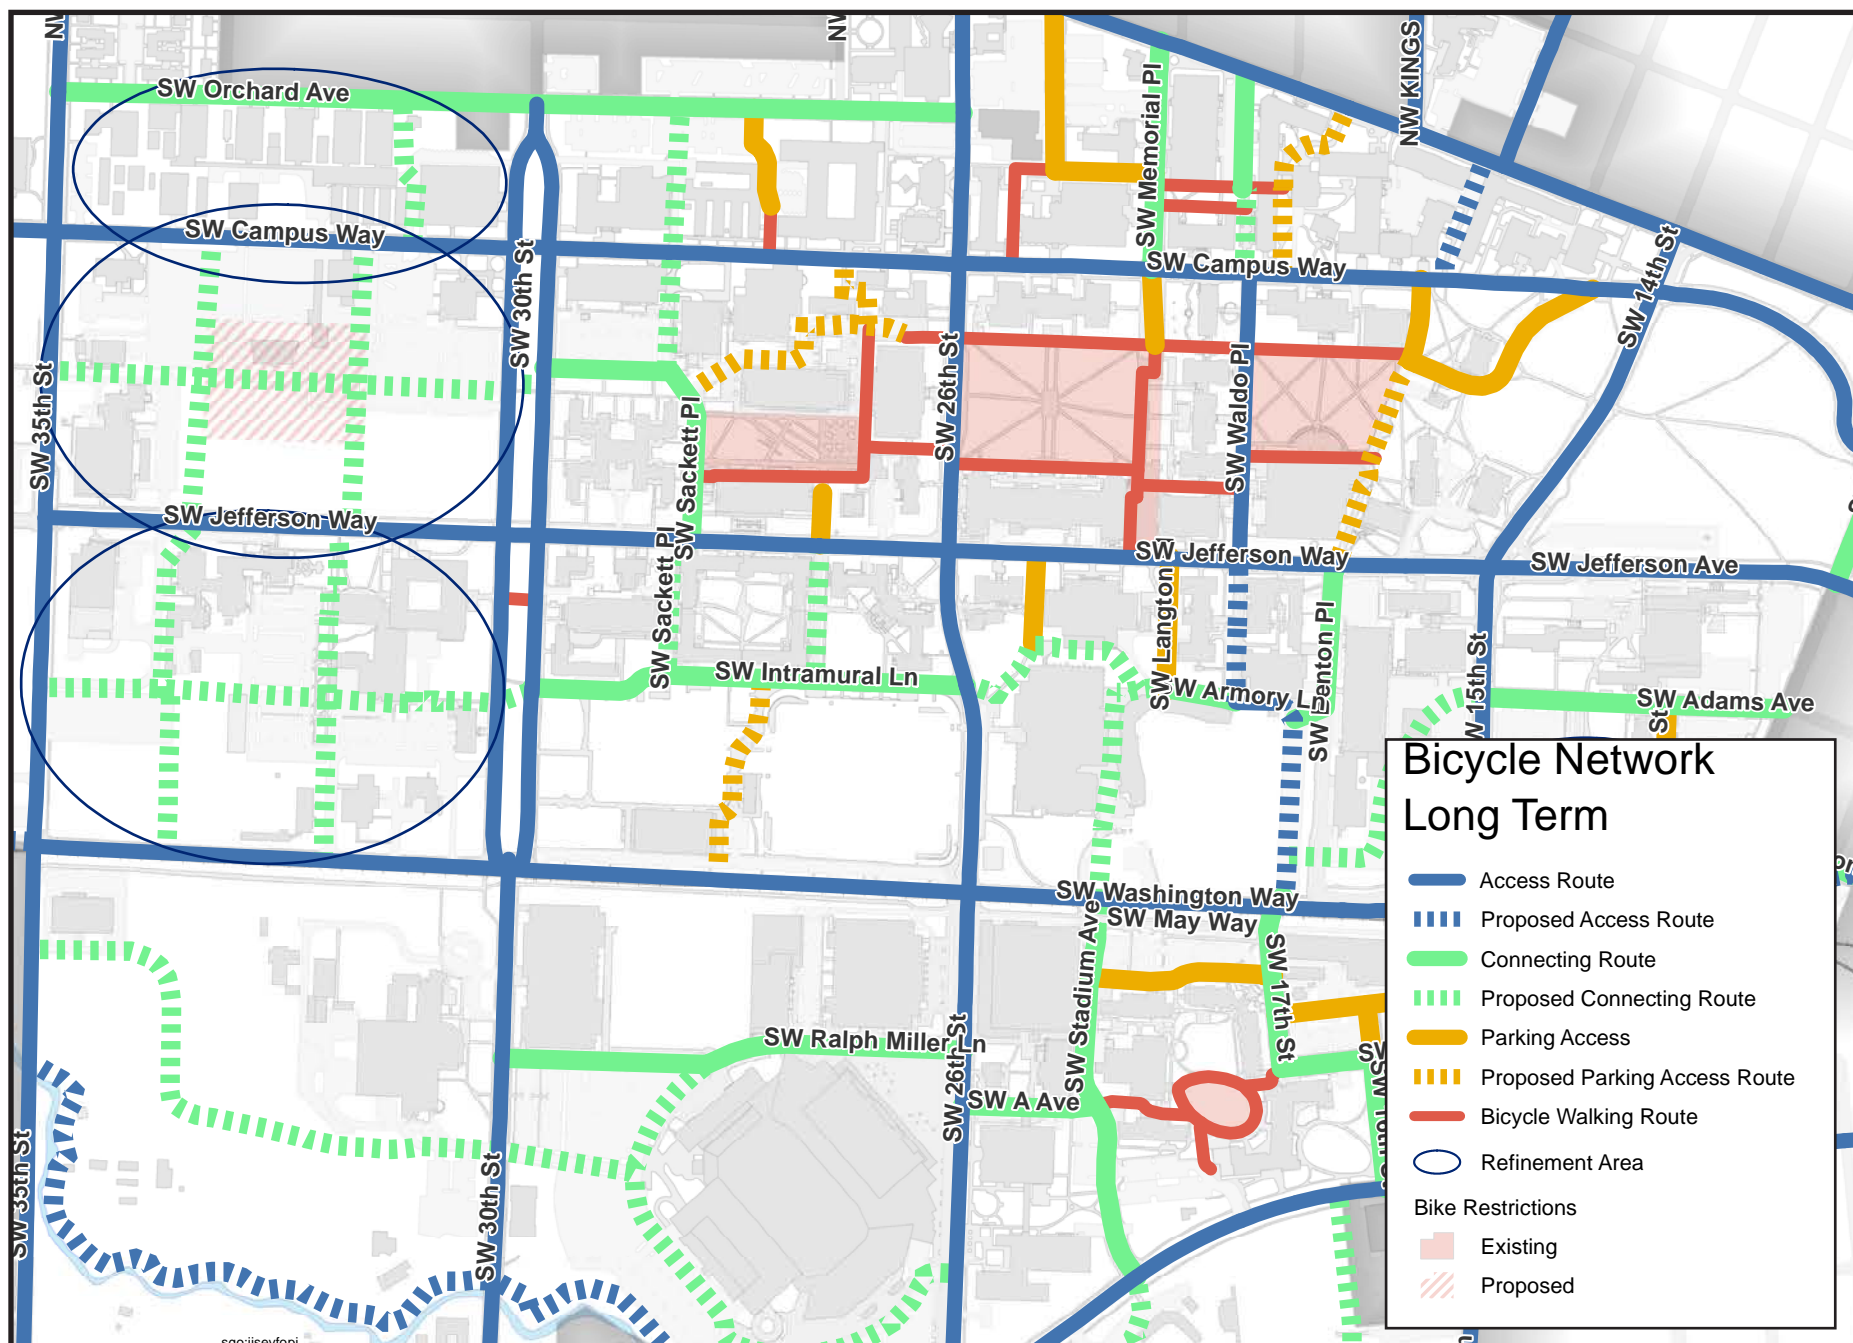 NW
NW
SW Orchard Ave
SW Memorial Pl
NW KINGS
SW Campus Way
SW 30th St
SW Campus Way
SW 14th St
SW 35th St
SW 26th St
SW Waldo Pl
SW Sackett Pl
SW Jefferson Way
SW Sackett Pl
SW Jefferson Way
SW Jefferson Ave
SW Langton
SW Benton Pl
SW Intramural Ln
SW Armory Ln
SW Adams Ave
W 15th St
St
Bicycle Network
Long Term
Access Route
Proposed Access Route
Connecting Route
Proposed Connecting Route
Parking Access
Proposed Parking Access Route
Bicycle Walking Route
Refinement Area
Bike Restrictions
Existing
Proposed
SW Washington Way
SW May Way
SW Stadium Ave
SW 17th St
SW Ralph Miller Ln
SW 26th St
SW A Ave
SW
SW 35th St
SW 30th St